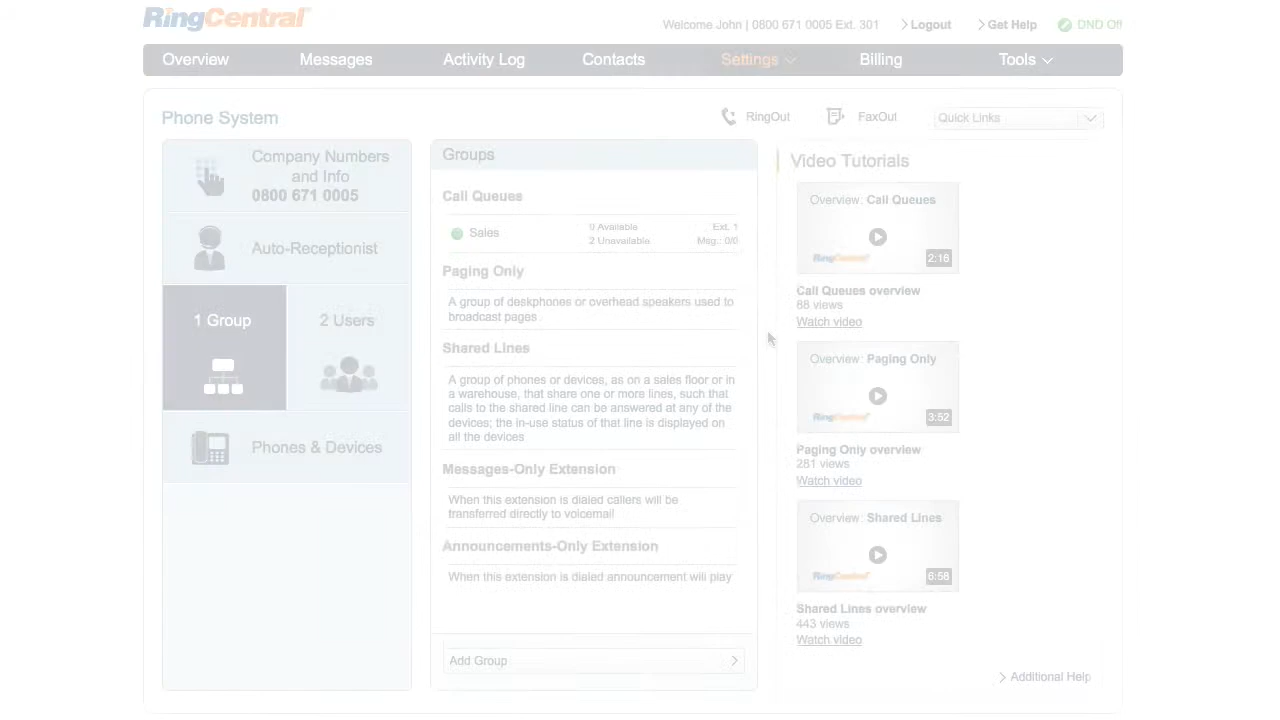 RingCentral
Welcome John | 0800 671 0005 Ext. 301
Logout
Get Help
DND Off
Overview
Messages
Activity Log
Contacts
Settings
Billing
Tools
Phone System
RingOut
FaxOut
Quick Links
Company Numbers
and Info
0800 671 0005
Auto-Receptionist
1 Group
2 Users
Phones & Devices
Groups
Call Queues
Sales
0 Available
2 Unavailable
Ext. 1
Msg.: 0/0
Paging Only
A group of deskphones or overhead speakers used to
broadcast pages
Shared Lines
A group of phones or devices, as on a sales floor or in
a warehouse, that share one or more lines, such that
calls to the shared line can be answered at any of the
devices; the in-use status of that line is displayed on
all the devices
Messages-Only Extension
When this extension is dialed callers will be
transferred directly to voicemail
Announcements-Only Extension
When this extension is dialed announcement will play
Add Group
Video Tutorials
Overview: Call Queues
RingCentral
2:16
Call Queues overview
88 views
Watch video
Overview: Paging Only
RingCentral
3:52
Paging Only overview
281 views
Watch video
Overview: Shared Lines
RingCentral
6:58
Shared Lines overview
443 views
Watch video
Additional Help